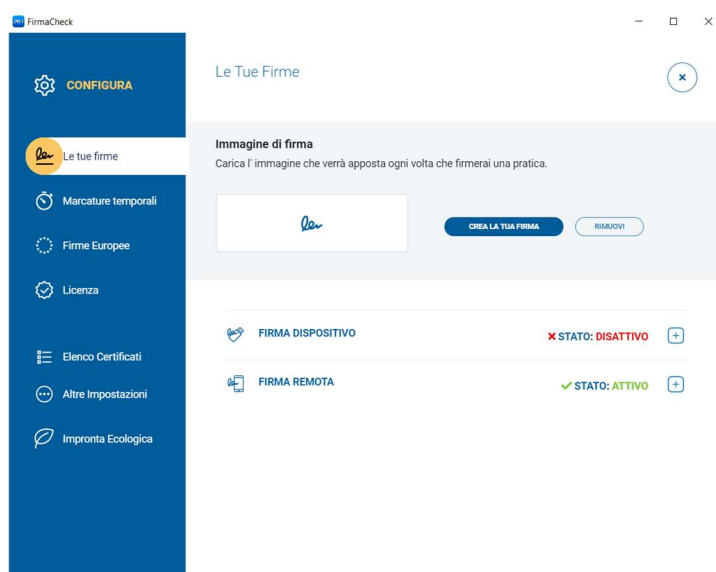 FirmaCheck
CONFIGURA
Le tue firme
Marcature temporali
Firme Europee
Licenza
Elenco Certificati
Altre Impostazioni
Impronta Ecologica
Le Tue Firme
Immagine di firma
Carica l' immagine che verrà apposta ogni volta che firmerai una pratica.
CREA LA TUA FIRMA
RIMUOVI
FIRMA DISPOSITIVO
STATO: DISATTIVO
FIRMA REMOTA
STATO: ATTIVO